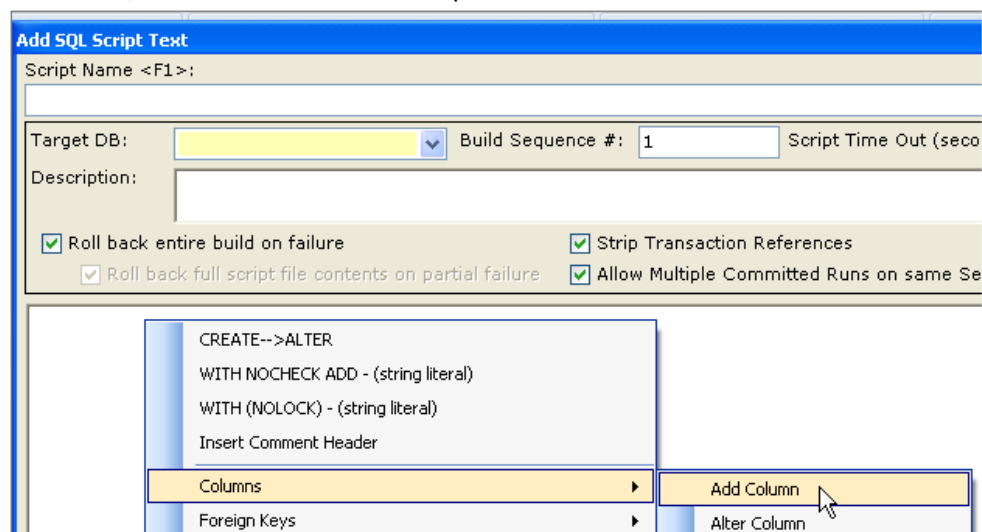 Add SQL Script Text
Script Name <F1>:
Target DB: Build Sequence #: 1 Script Time Out (seco
Description:
Roll back entire build on failure Strip Transaction References
Roll back full script file contents on partial failure Allow Multiple Committed Runs on same Se
CREATE-->ALTER
WITH NOCHECK ADD - (string literal)
WITH (NOLOCK) - (string literal)
Insert Comment Header
Columns Add Column
Foreign Keys Alter Column